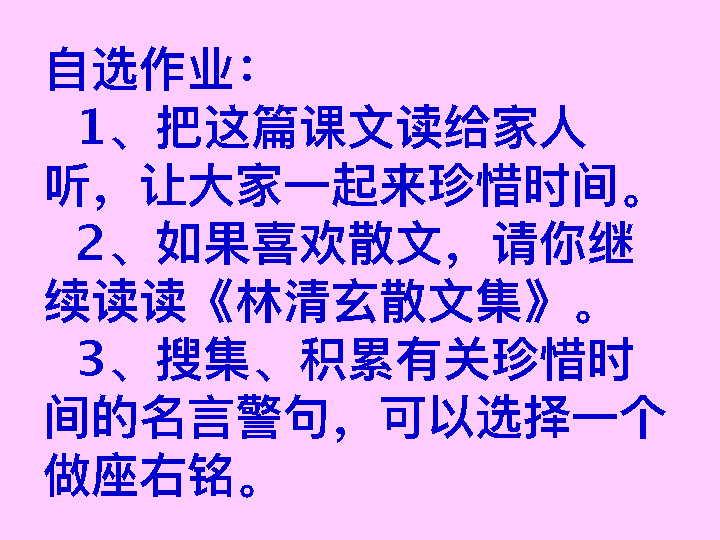 自选作业：
1、把这篇课文读给家人
听，让大家一起来珍惜时间。
2、如果喜欢散文，请你继
续读读《林清玄散文集》。
3、搜集、积累有关珍惜时
间的名言警句，可以选择一个
做座右铭。